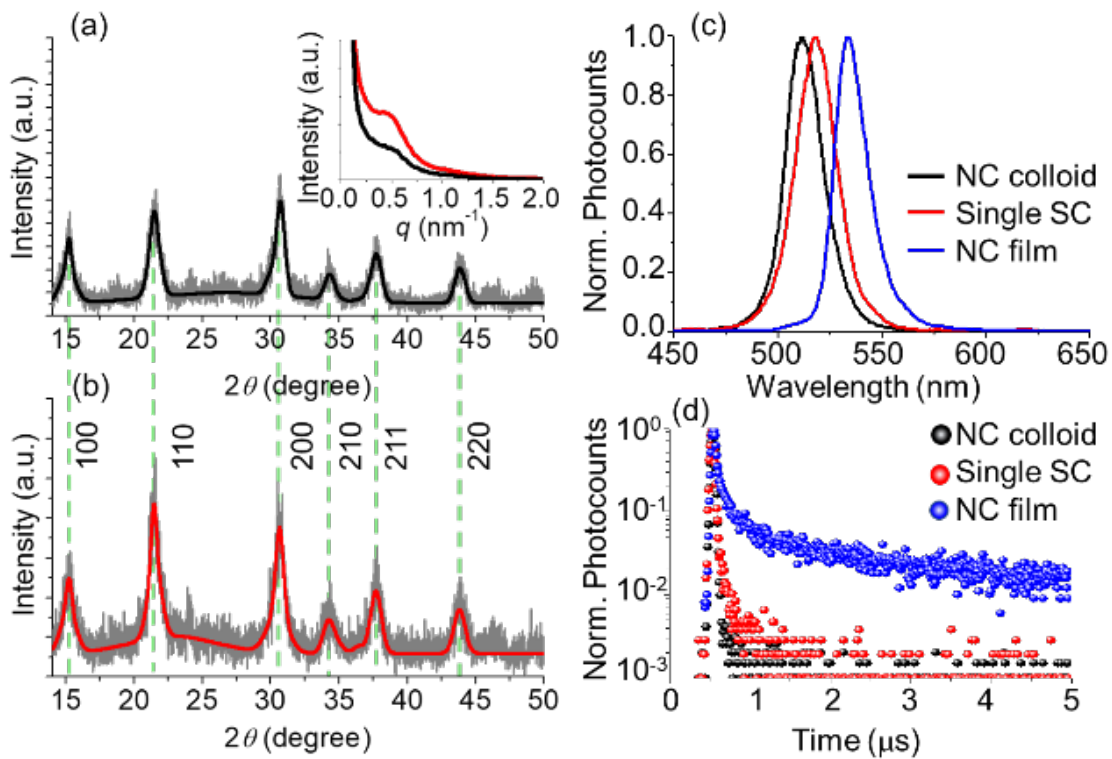 (a)
Intensity (a.u.)
15 20 25 30 35 40 45 50
2θ (degree)
Intensity (a.u.)
0.0 0.5 1.0 1.5 2.0
q (nm-1)
(b)
Intensity (a.u.)
100
110
200
210
211
220
15 20 25 30 35 40 45 50
2θ (degree)
(c)
Norm. Photocounts
1.0
0.8
0.6
0.4
0.2
0.0
NC colloid
Single SC
NC film
450 500 550 600 650
Wavelength (nm)
(d)
Norm. Photocounts
10^0
10^-1
10^-2
10^-3
NC colloid
Single SC
NC film
1 2 3 4 5
Time (μs)